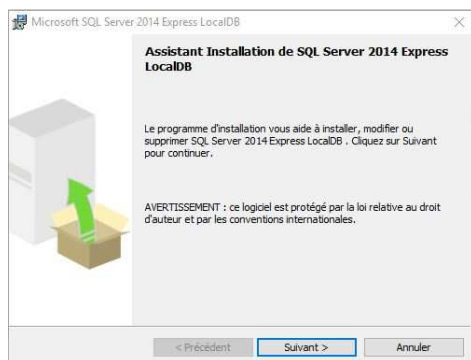 Microsoft SQL Server 2014 Express LocalDB
Assistant Installation de SQL Server 2014 Express
LocalDB
Le programme d'installation vous aide à installer, modifier ou
supprimer SQL Server 2014 Express LocalDB . Cliquez sur Suivant
pour continuer.
AVERTISSEMENT : ce logiciel est protégé par la loi relative au droit
d'auteur et par les conventions internationales.
< Précédent
Suivant >
Annuler